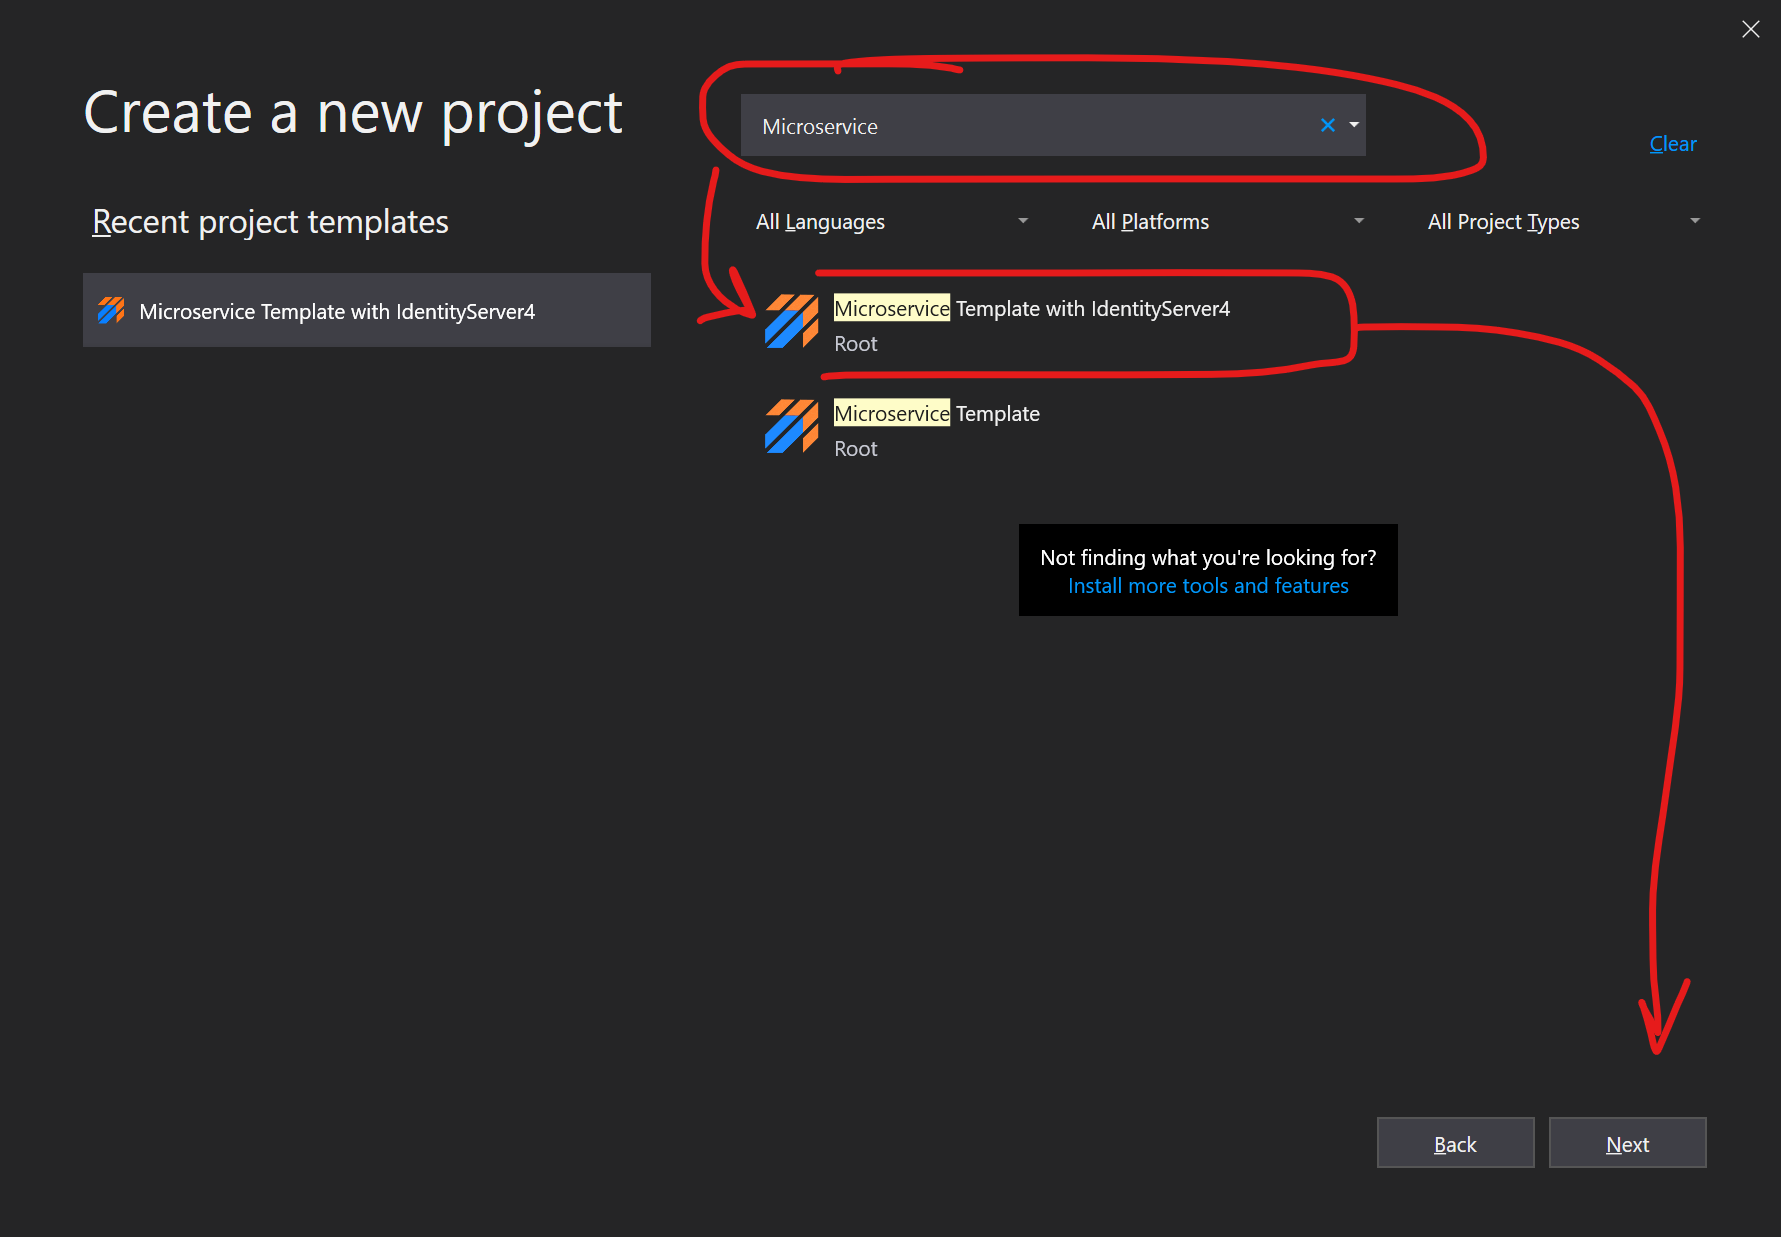 Create a new project
Recent project templates
Microservice Template with IdentityServer4
Microservice
Clear
All Languages
All Platforms
All Project Types
Microservice Template with IdentityServer4
Root
Microservice Template
Root
Not finding what you're looking for?
Install more tools and features
Back
Next